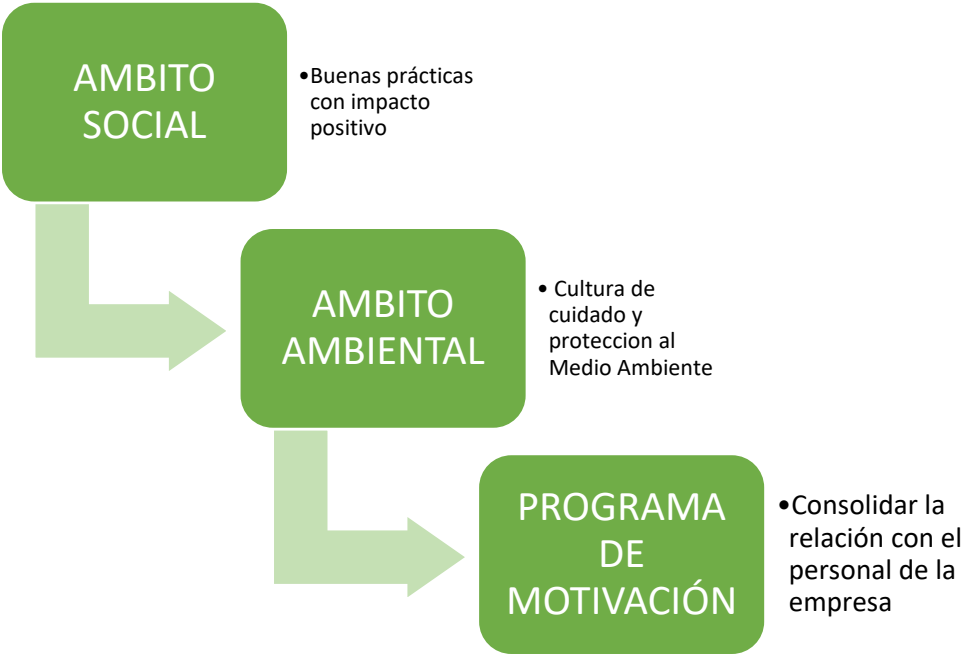 AMBITO
SOCIAL
•Buenas prácticas
con impacto
positivo
AMBITO
AMBIENTAL
• Cultura de
cuidado y
proteccion al
Medio Ambiente
PROGRAMA
DE
MOTIVACIÓN
•Consolidar la
relación con el
personal de la
empresa